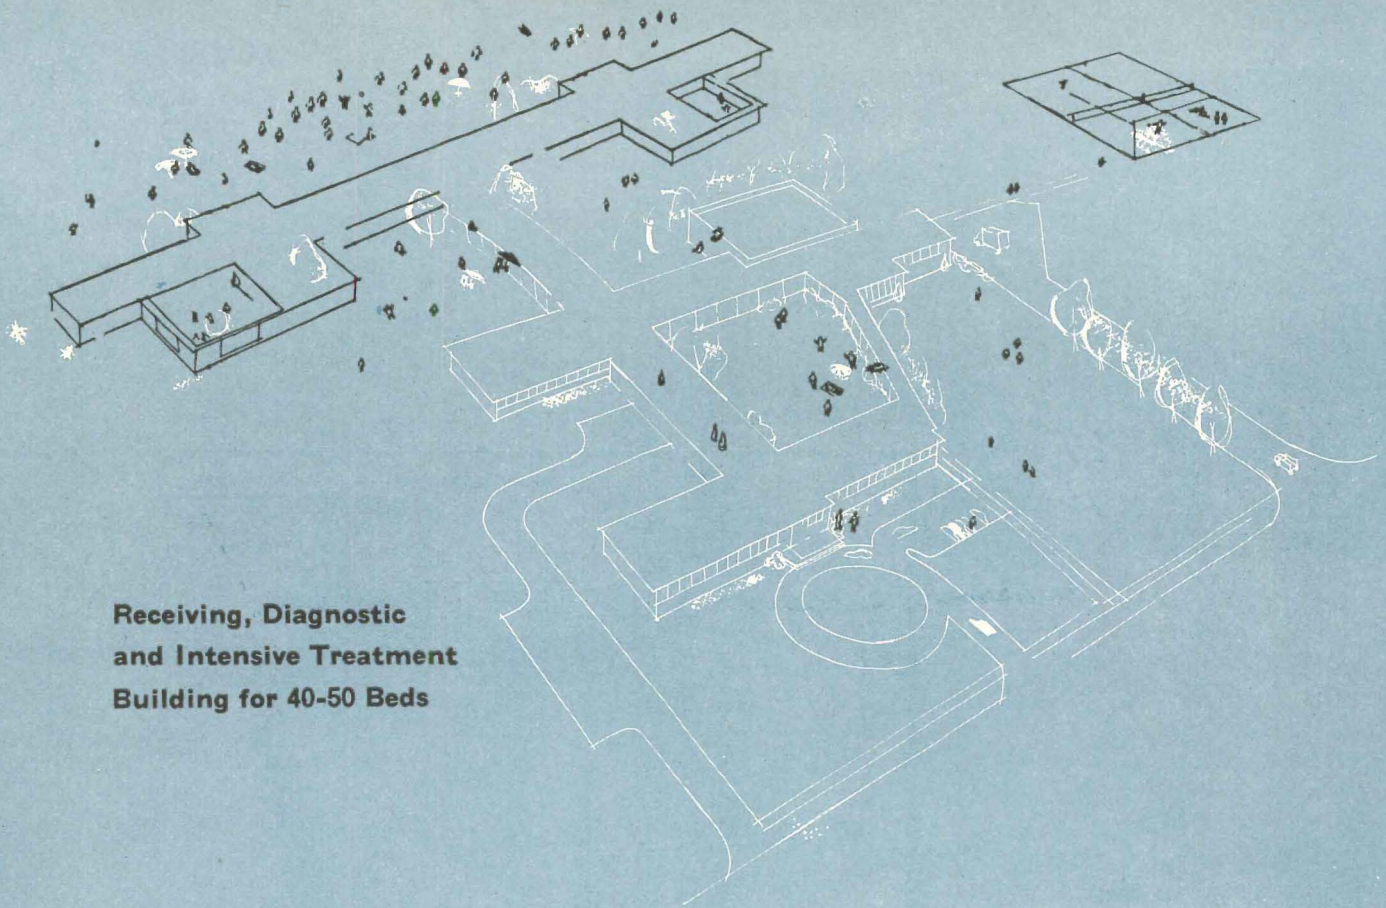 Receiving, Diagnostic
and Intensive Treatment
Building for 40-50 Beds